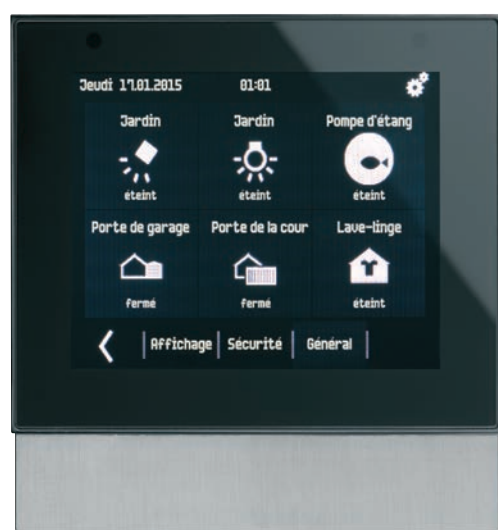 Jeudi 17.01.2015 01:01
Jardin Jardin Pompe d'étang
éteint éteint éteint
Porte de garage Porte de la cour Lave-linge
fermé fermé éteint
Affichage Sécurité Général